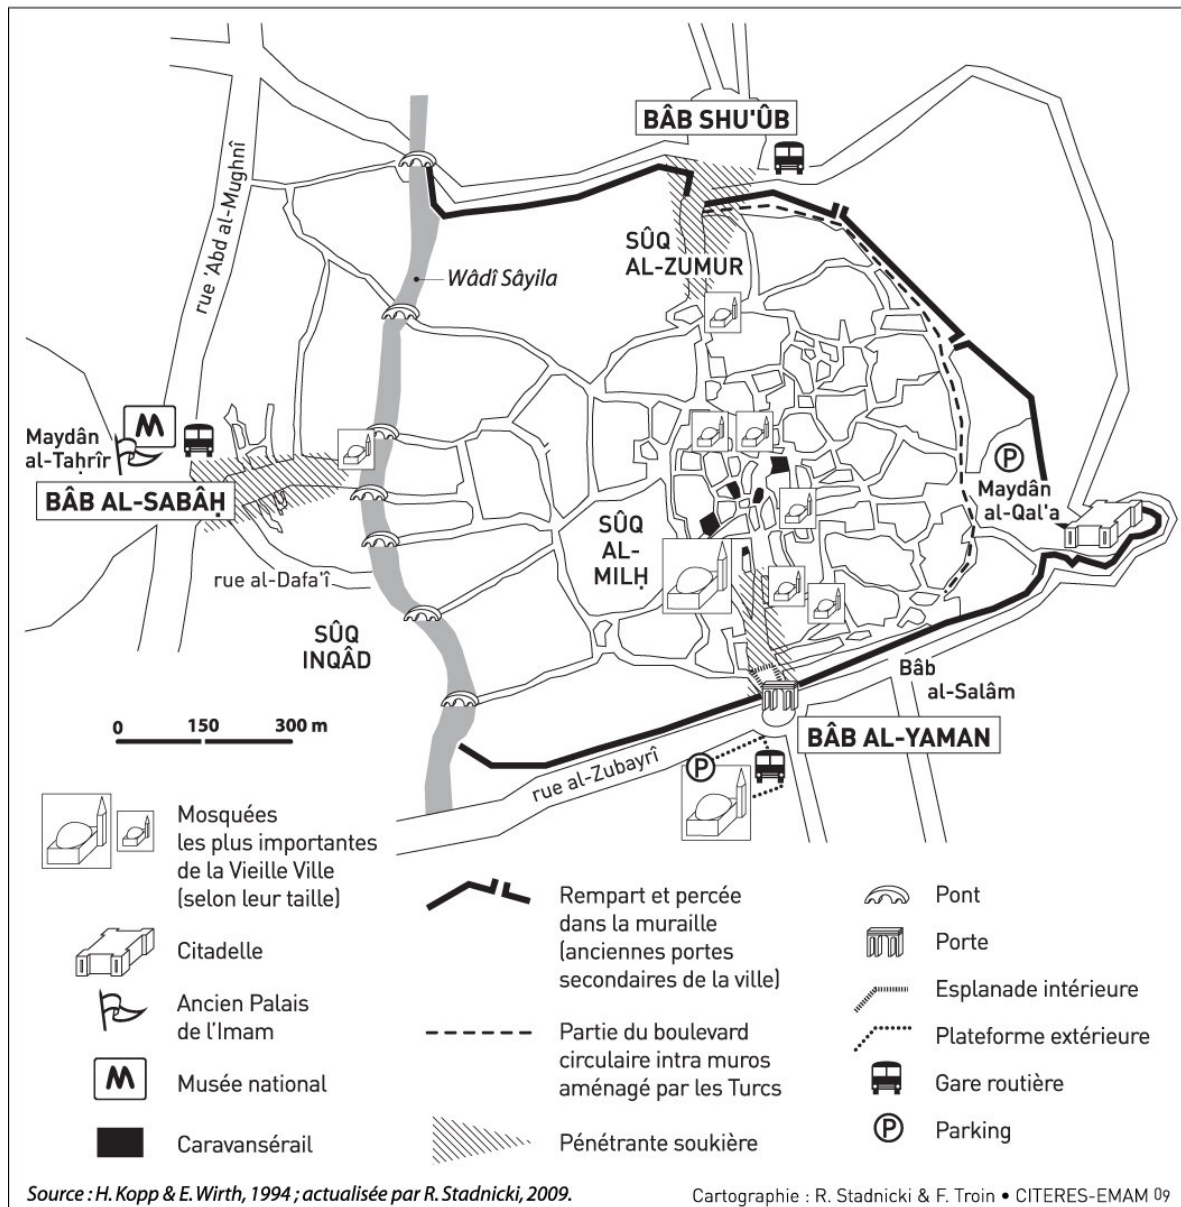 BÂB SHU'ÛB
rue 'Abd al-Mughnî
SÛQ
AL-ZUMUR
Wâdî Sâyila
M
Maydân
al-Taḥrîr
BÂB AL-SABÂḤ
P
Maydân
al-Qal'a
SÛQ
AL-
MILḤ
rue al-Dafa'î
SÛQ
INQÂD
Bâb
al-Salâm
0 150 300 m
BÂB AL-YAMAN
P
rue al-Zubayrî
Mosquées
les plus importantes
de la Vieille Ville
(selon leur taille)
Citadelle
Ancien Palais
de l'Imam
M
Musée national
Caravansérail
Rempart et percée
dans la muraille
(anciennes portes
secondaires de la ville)
Partie du boulevard
circulaire intra muros
aménagé par les Turcs
Pénétrante soukière
Pont
Porte
Esplanade intérieure
Plateforme extérieure
Gare routière
P
Parking
Source : H. Kopp & E. Wirth, 1994 ; actualisée par R. Stadnicki, 2009.
Cartographie : R. Stadnicki & F. Troin • CITERES-EMAM 09